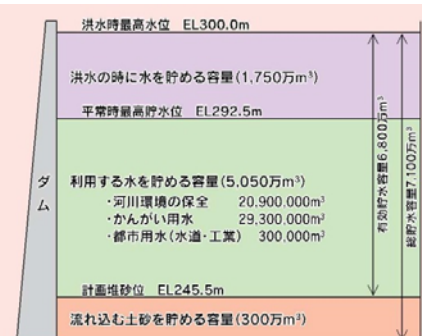 洪水時最高水位 EL300.0m
洪水の時に水を貯める容量(1,750万m³)
平常時最高貯水位 EL292.5m
利用する水を貯める容量(5,050万m³)
・河川環境の保全 20,900,000m³
・かんがい用水 29,300,000m³
・都市用水(水道・工業) 300,000m³
計画堆砂位 EL245.5m
流れ込む土砂を貯める容量(300万m³)
ダム
有効貯水容量6,800万m³
総貯水容量7,100万m³